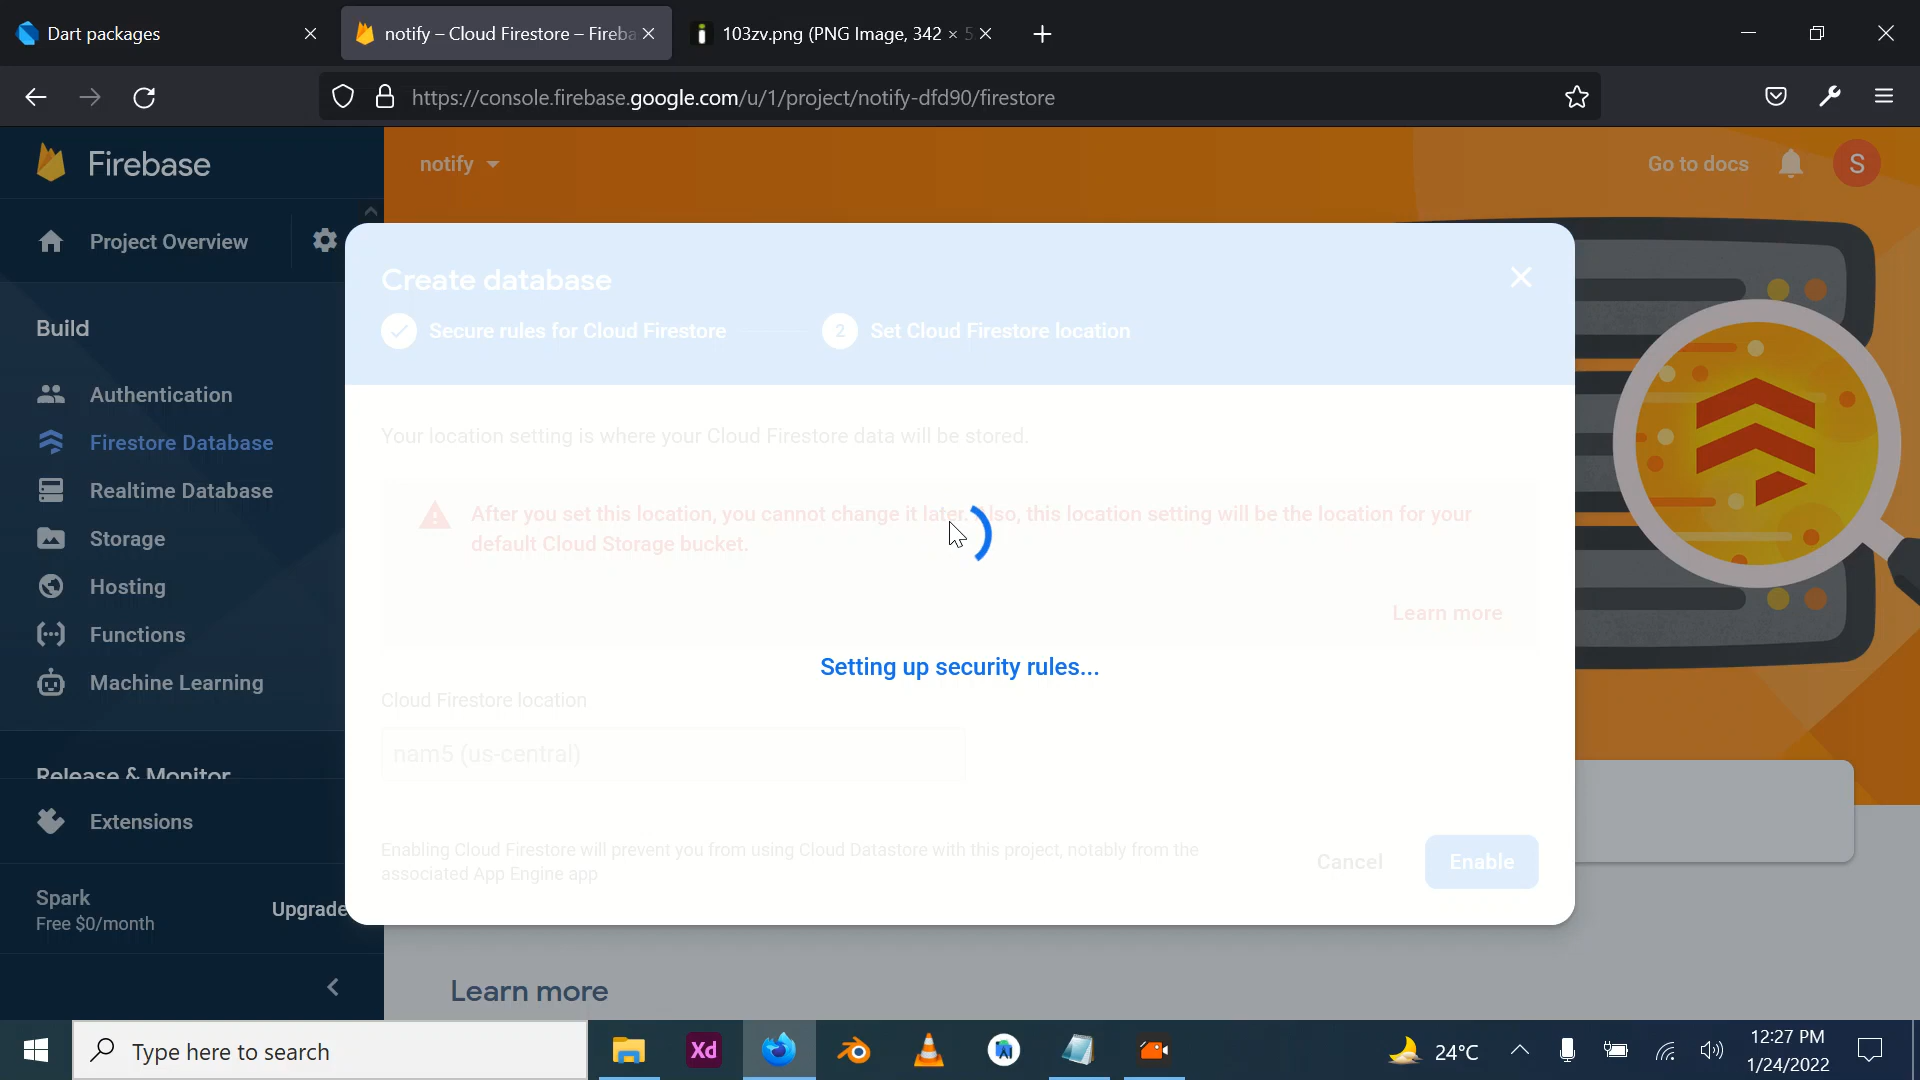 Dart packages
notify – Cloud Firestore – Fireba
103zv.png (PNG Image, 342 × 5
https://console.firebase.google.com/u/1/project/notify-dfd90/firestore
Firebase
notify
Go to docs
S
Project Overview
Create database
Secure rules for Cloud Firestore
2 Set Cloud Firestore location
Build
Authentication
Firestore Database
Realtime Database
Storage
Hosting
Functions
Machine Learning
Your location setting is where your Cloud Firestore data will be stored.
After you set this location, you cannot change it later. Also, this location setting will be the location for your
default Cloud Storage bucket.
Learn more
Setting up security rules...
Cloud Firestore location
nam5 (us-central)
Release & Monitor
Extensions
Enabling Cloud Firestore will prevent you from using Cloud Datastore with this project, notably from the
associated App Engine app
Cancel
Enable
Spark
Free $0/month
Upgrade
Learn more
Type here to search
Xd
24°C
12:27 PM
1/24/2022